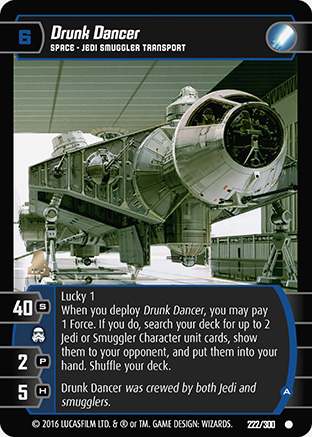 6
Drunk Dancer
SPACE - JEDI SMUGGLER TRANSPORT
40 S
2 P
5 H
Lucky 1
When you deploy Drunk Dancer, you may pay
1 Force. If you do, search your deck for up to 2
Jedi or Smuggler Character unit cards, show
them to your opponent, and put them into your
hand. Shuffle your deck.
Drunk Dancer was crewed by both Jedi and
smugglers.
A
© 2016 LUCASFILM LTD. & ® or TM. GAME DESIGN: WIZARDS.
222/300